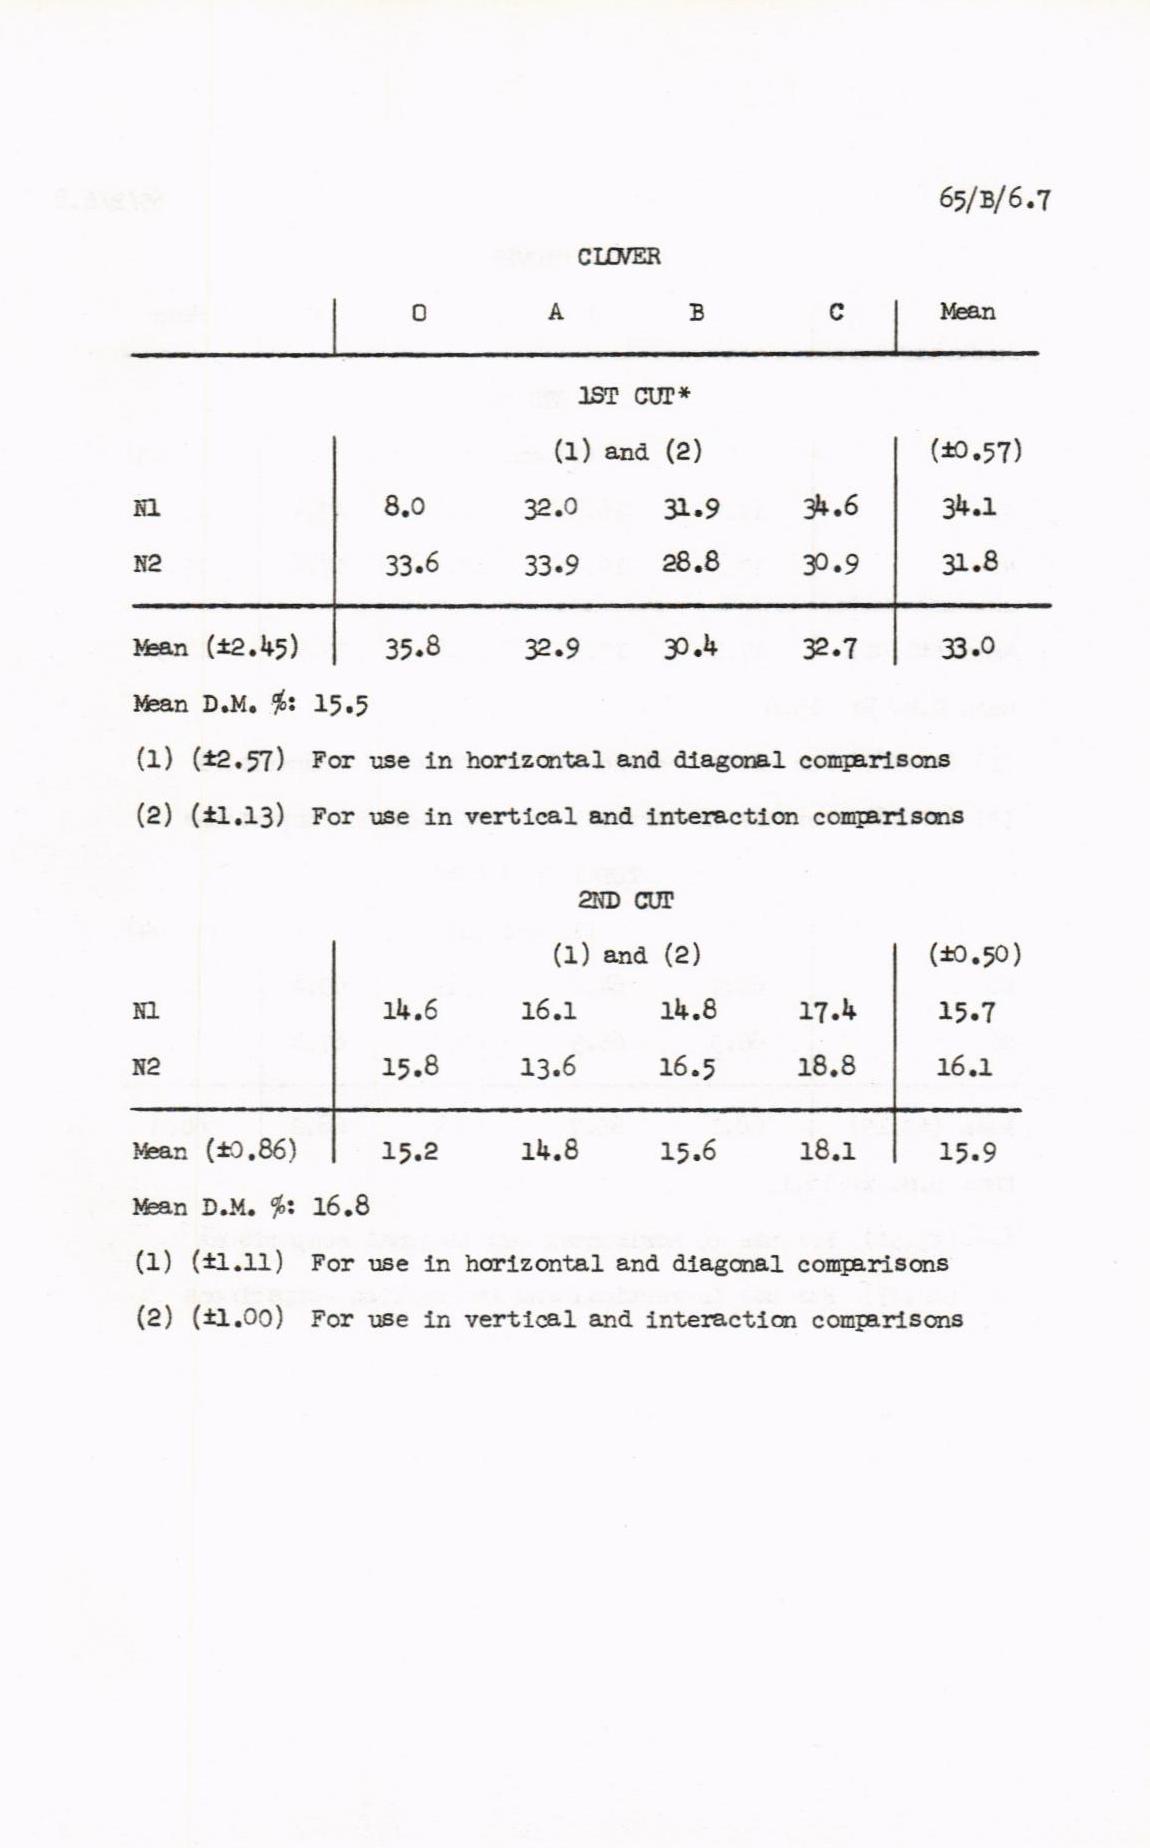 65/B/6.7
CLOVER
O A B C Mean
1ST CUT*
(1) and (2) (±0.57)
N1 8.0 32.0 31.9 34.6 34.1
N2 33.6 33.9 28.8 30.9 31.8
Mean (±2.45) 35.8 32.9 30.4 32.7 33.0
Mean D.M. %: 15.5
(1) (±2.57) For use in horizontal and diagonal comparisons
(2) (±1.13) For use in vertical and interaction comparisons
2ND CUT
(1) and (2) (±0.50)
N1 14.6 16.1 14.8 17.4 15.7
N2 15.8 13.6 16.5 18.8 16.1
Mean (±0.86) 15.2 14.8 15.6 18.1 15.9
Mean D.M. %: 16.8
(1) (±1.11) For use in horizontal and diagonal comparisons
(2) (±1.00) For use in vertical and interaction comparisons